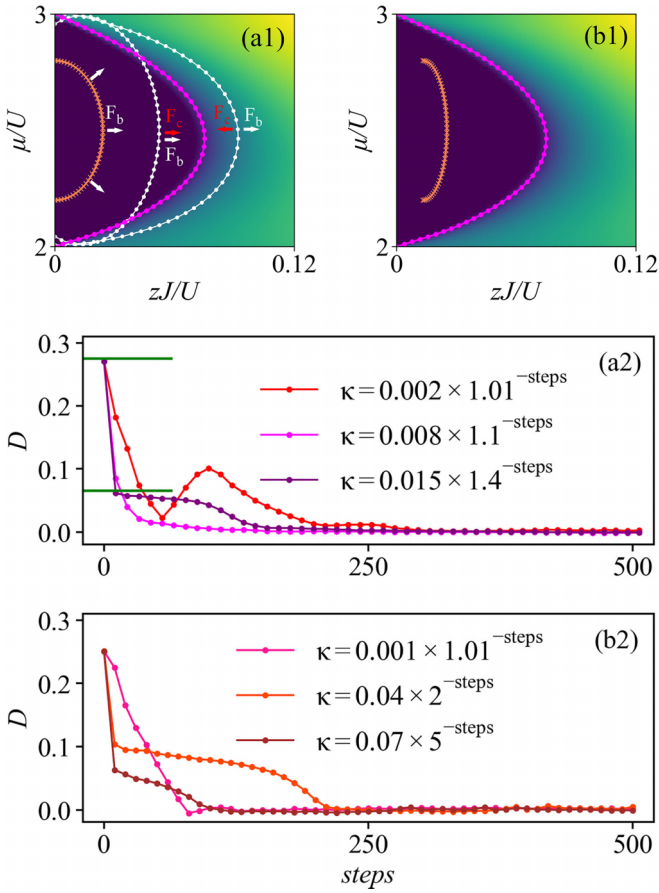 3 (a1)
μ/U
F_b F_c F_c F_b
F_b
2
0 0.12
zJ/U
3 (b1)
μ/U
2
0 0.12
zJ/U
0.3 (a2)
κ=0.002×1.01^−steps
0.2
κ=0.008×1.1^−steps
D
0.1 κ=0.015×1.4^−steps
0.0
0 250 500
0.3 (b2)
κ=0.001×1.01^−steps
0.2
κ=0.04×2^−steps
D
0.1 κ=0.07×5^−steps
0.0
0 250 500
steps